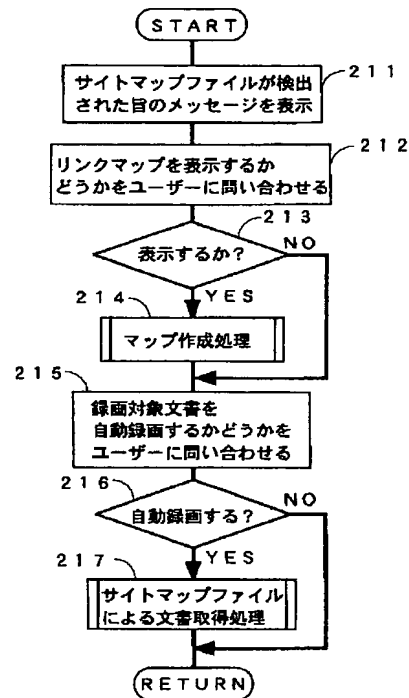 START
サイトマップファイルが検出
された旨のメッセージを表示
211
リンクマップを表示するか
どうかをユーザーに問い合わせる
212
213
表示するか?
NO
YES
214
マップ作成処理
215
録画対象文書を
自動録画するかどうかを
ユーザーに問い合わせる
216
自動録画する?
NO
YES
217
サイトマップファイル
による文書取得処理
RETURN